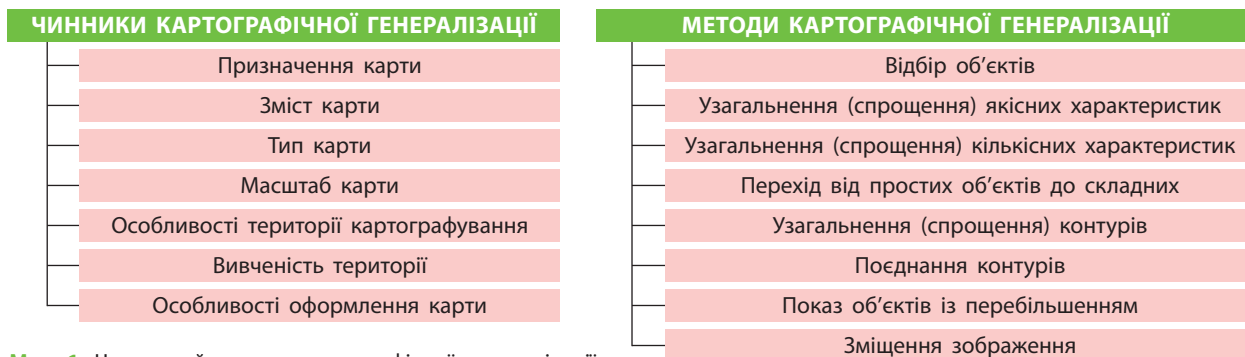 ЧИННИКИ КАРТОГРАФІЧНОЇ ГЕНЕРАЛІЗАЦІЇ
Призначення карти
Зміст карти
Тип карти
Масштаб карти
Особливості території картографування
Вивченість території
Особливості оформлення карти
МЕТОДИ КАРТОГРАФІЧНОЇ ГЕНЕРАЛІЗАЦІЇ
Відбір об’єктів
Узагальнення (спрощення) якісних характеристик
Узагальнення (спрощення) кількісних характеристик
Перехід від простих об’єктів до складних
Узагальнення (спрощення) контурів
Поєднання контурів
Показ об’єктів із перебільшенням
Зміщення зображення